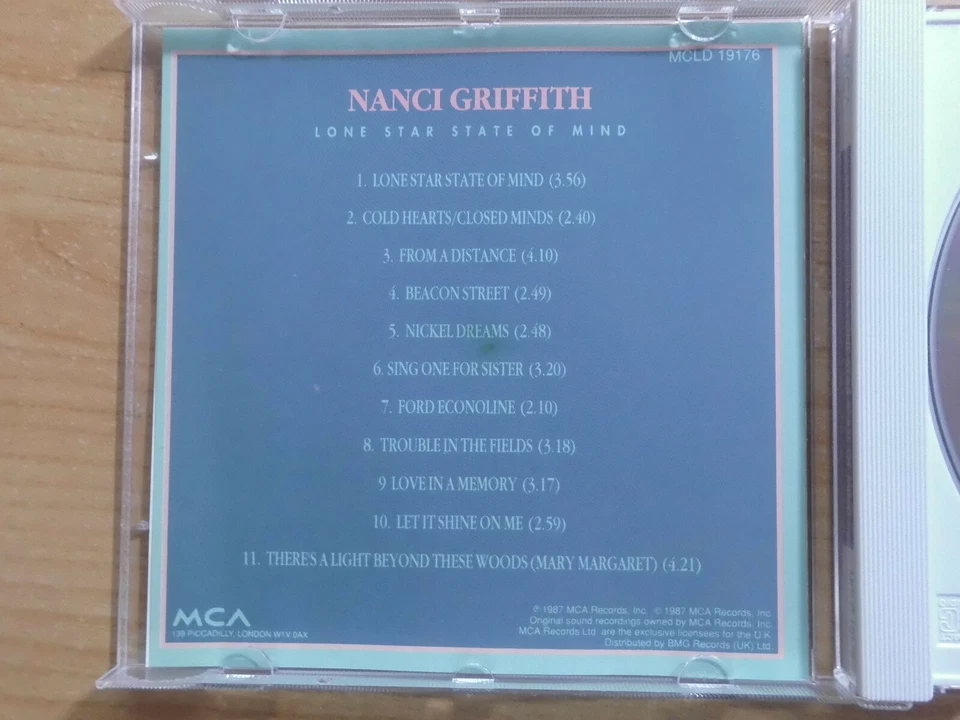 MCLD 19176
NANCI GRIFFITH
LONE STAR STATE OF MIND
1. LONE STAR STATE OF MIND (3.56)
2. COLD HEARTS/CLOSED MINDS (2.40)
3. FROM A DISTANCE (4.10)
4. BEACON STREET (2.49)
5. NICKEL DREAMS (2.48)
6. SING ONE FOR SISTER (3.20)
7. FORD ECONOLINE (2.10)
8. TROUBLE IN THE FIELDS (3.18)
9 LOVE IN A MEMORY (3.17)
10. LET IT SHINE ON ME (2.59)
11. THERE'S A LIGHT BEYOND THESE WOODS (MARY MARGARET) (4.21)
MCA
139 PICCADILLY, LONDON W1V 0AX
℗ 1987 MCA Records, Inc. © 1987 MCA Records, Inc.
Original sound recordings owned by MCA Records, Inc.
MCA Records Ltd. are the exclusive licensees for the U.K.
Distributed by BMG Records (UK) Ltd.